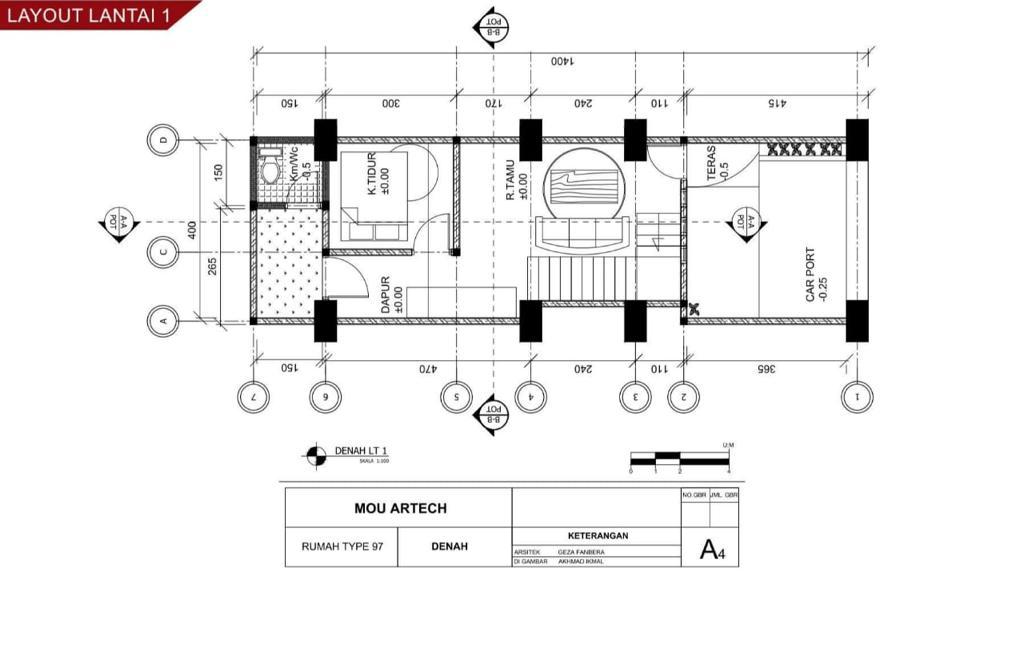 LAYOUT LANTAI 1
POT
B-B
1400
150
300
170
240
110
415
D
C
A
150
400
265
Km/Wc
-0.5
K.TIDUR
±0.00
R.TAMU
±0.00
TERAS
-0.5
A-A
POT
A-A
POT
DAPUR
±0.00
CAR PORT
-0.25
150
470
240
110
365
7
6
5
4
3
2
1
POT
B-B
DENAH LT 1
SKALA 1:100
U:M
0 1 2 4
MOU ARTECH
NO.GBR JML. GBR
RUMAH TYPE 97
DENAH
KETERANGAN
ARSITEK GEZA FANBERA
DI GAMBAR AKHMAD IKMAL
A4